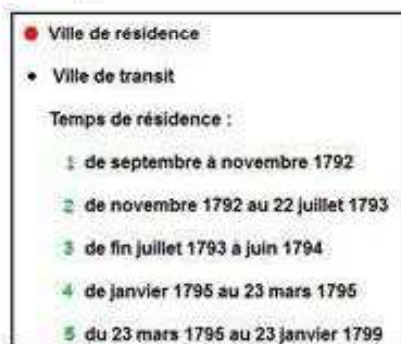 Ville de résidence
Ville de transit
Temps de résidence :
1 de septembre à novembre 1792
2 de novembre 1792 au 22 juillet 1793
3 de fin juillet 1793 à juin 1794
4 de janvier 1795 au 23 mars 1795
5 du 23 mars 1795 au 23 janvier 1799